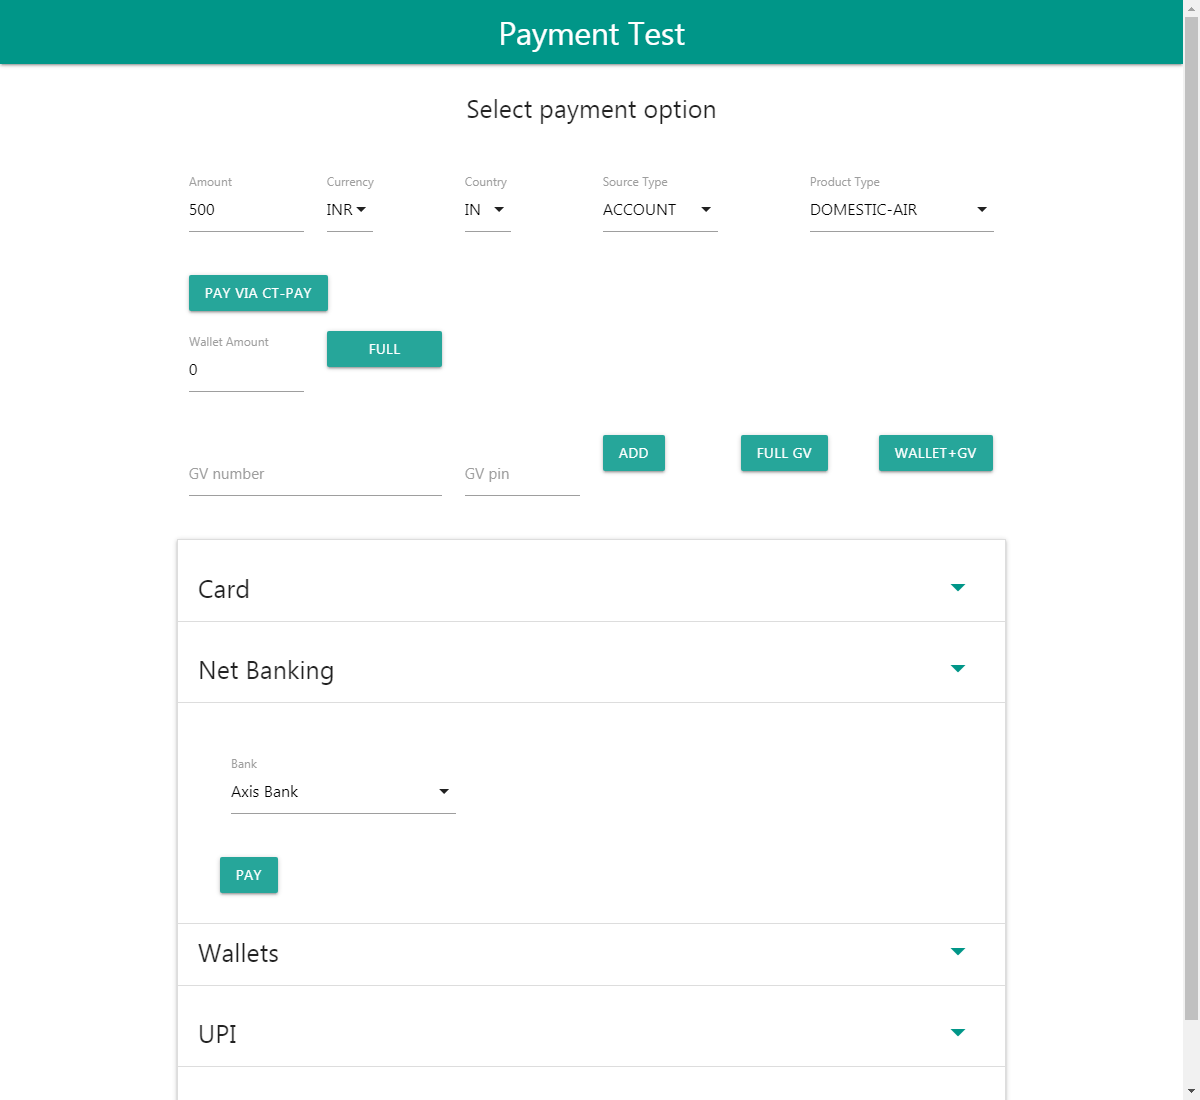 Payment Test
Select payment option
Amount Currency Country Source Type Product Type
500 INR IN ACCOUNT DOMESTIC-AIR
PAY VIA CT-PAY
Wallet Amount
0
FULL
GV number GV pin
ADD FULL GV WALLET+GV
Card
Net Banking
Bank
Axis Bank
PAY
Wallets
UPI